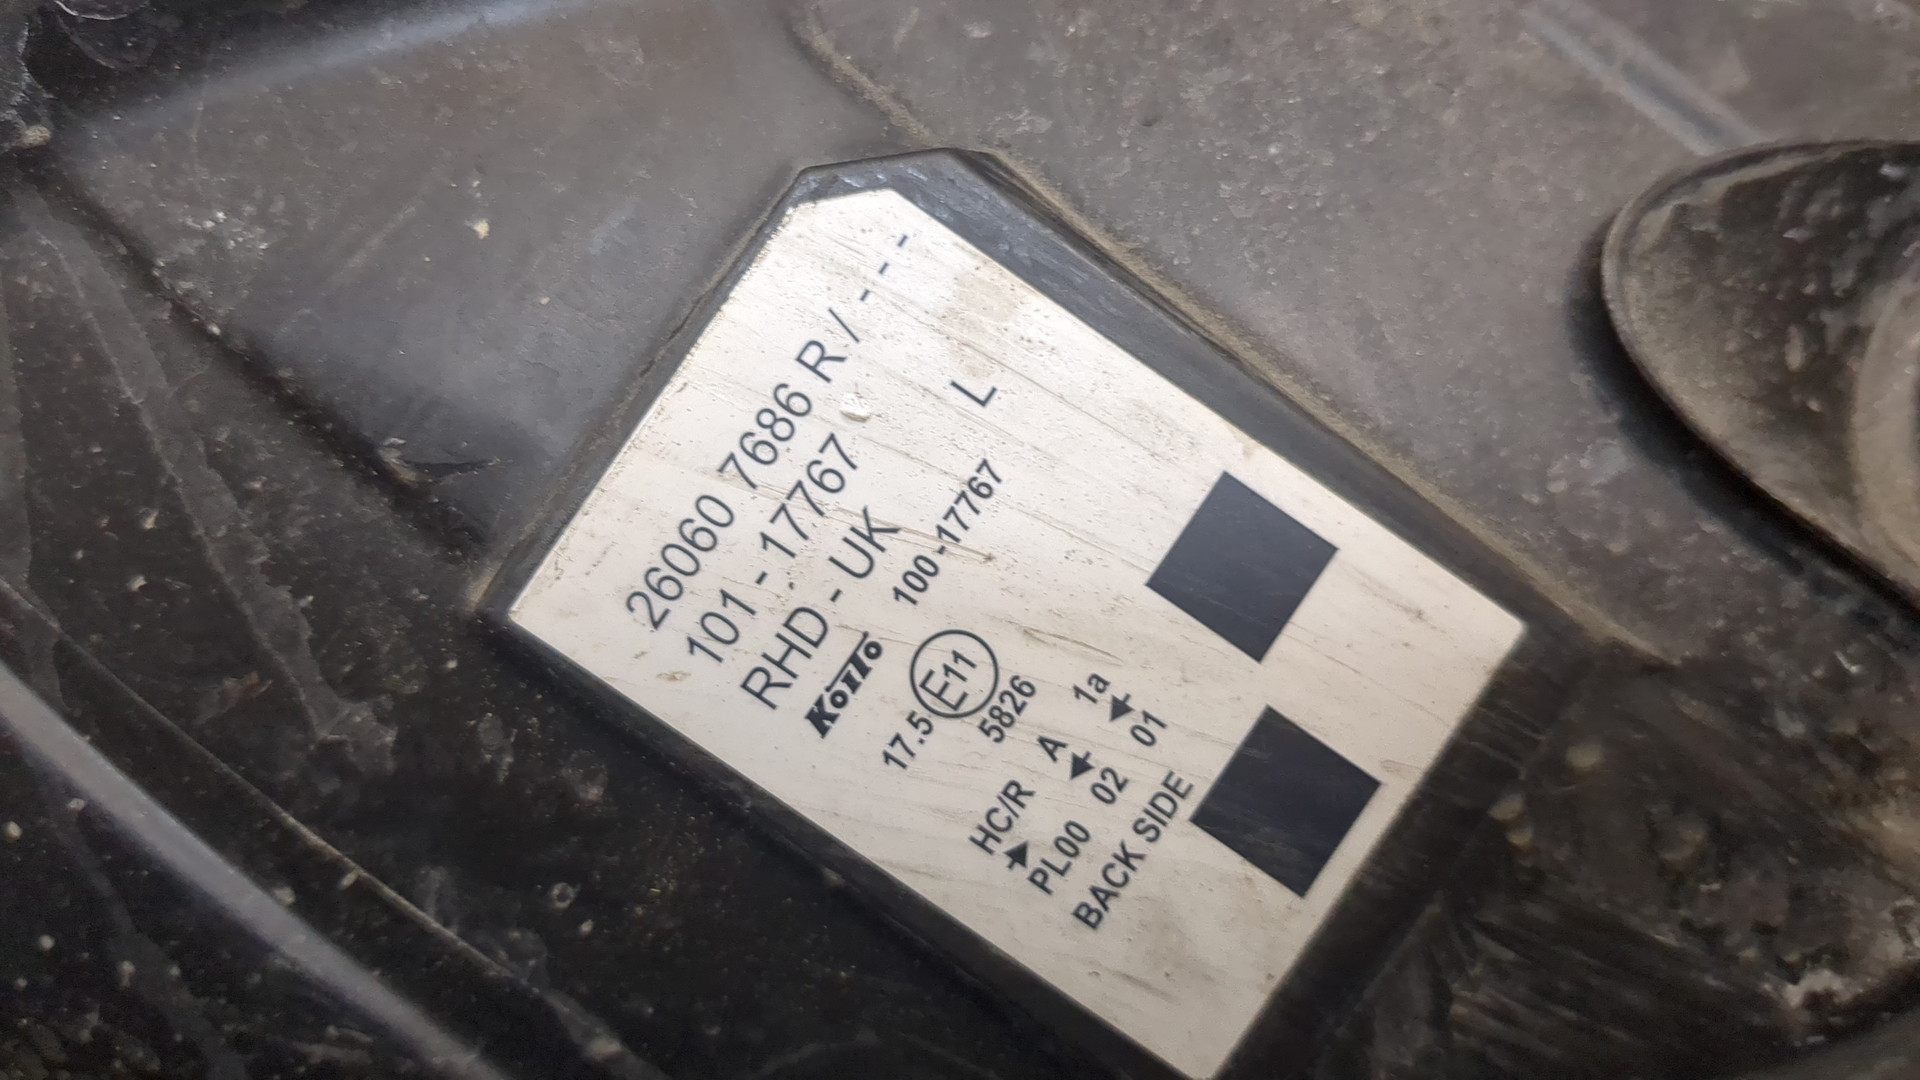 26060 7686 R / - - -
101 - 17767 L
RHD - UK
Koito 100-17767
17.5 E11
5826
HC/R A 1a
PL00 02 01
BACK SIDE